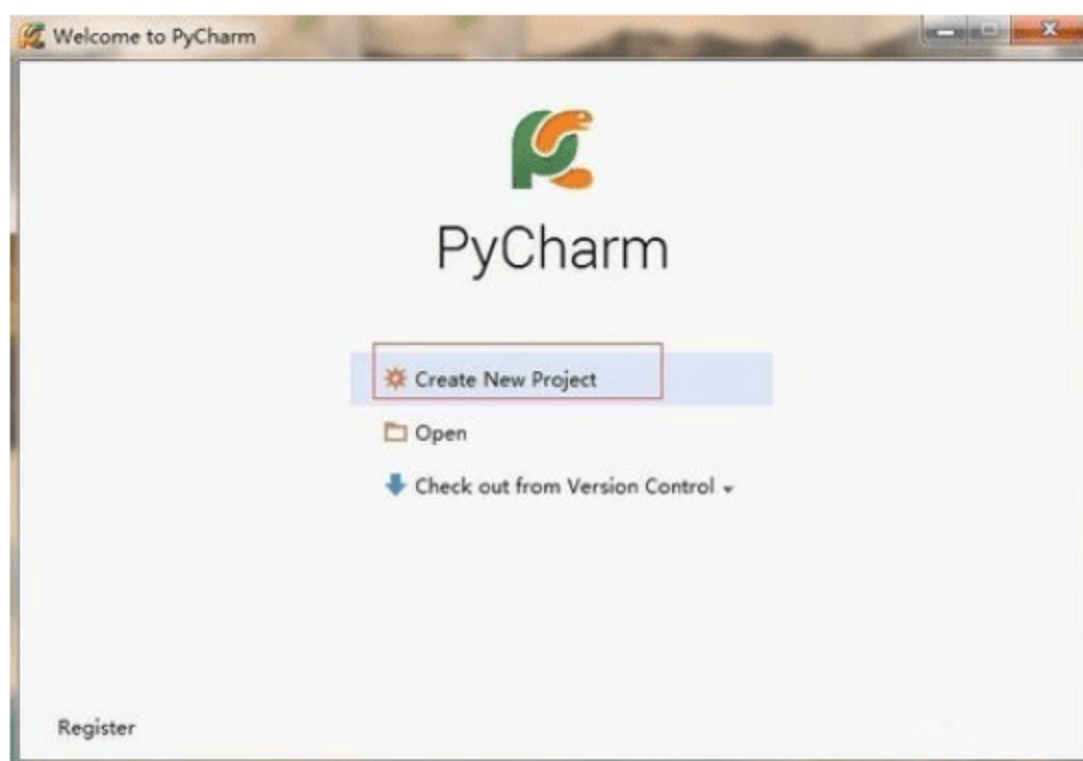 Welcome to PyCharm
PyCharm
Create New Project
Open
Check out from Version Control
Register